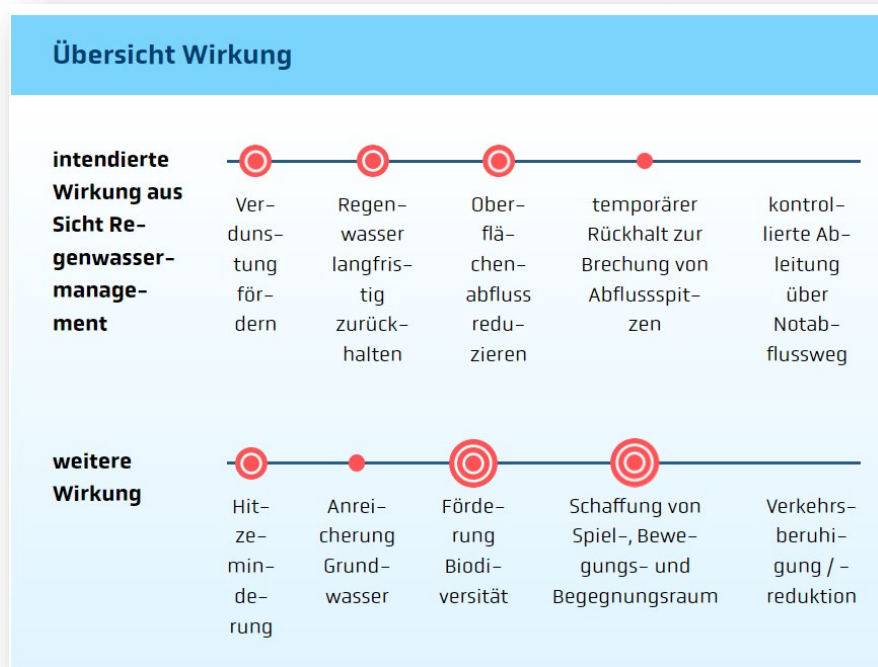 Übersicht Wirkung
intendierte
Wirkung aus
Sicht Re-
genwasser-
manage-
ment
Ver-
duns-
tung
för-
dern
Regen-
wasser
langfris-
tig
zurück-
halten
Ober-
flä-
chen-
abfluss
redu-
zieren
temporärer
Rückhalt zur
Brechung von
Abflussspit-
zen
kontrol-
lierte Ab-
leitung
über
Notab-
flussweg
weitere
Wirkung
Hit-
ze-
min-
de-
rung
Anrei-
cherung
Grund-
wasser
Förde-
rung
Biodi-
versität
Schaffung von
Spiel-, Bewe-
gungs- und
Begegnungsraum
Verkehrs-
beruhi-
gung / -
reduktion